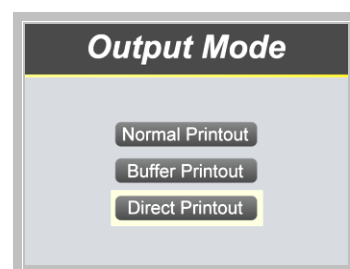 Output Mode
Normal Printout
Buffer Printout
Direct Printout